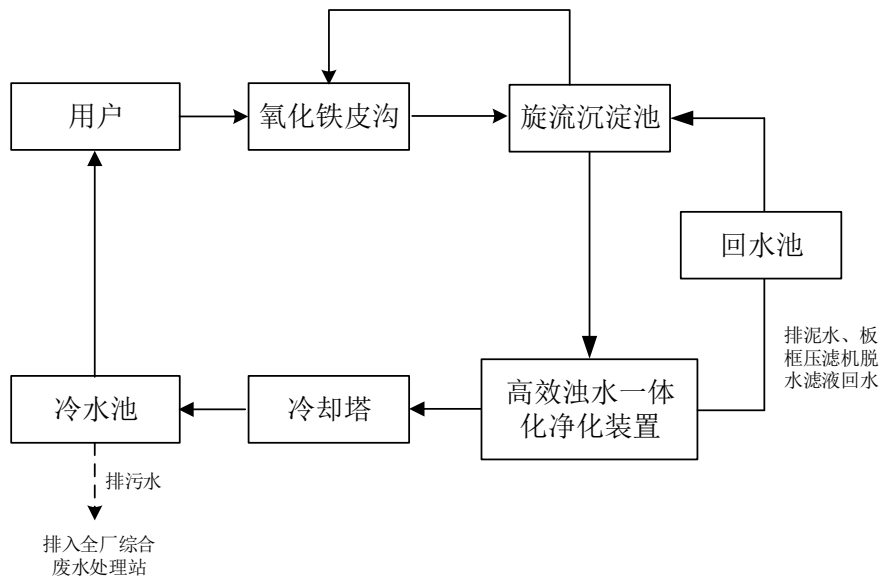 用户
氧化铁皮沟
旋流沉淀池
回水池
排泥水、板
框压滤机脱
水滤液回水
冷水池
冷却塔
高效浊水一体
化净化装置
排污水
排入全厂综合
废水处理站